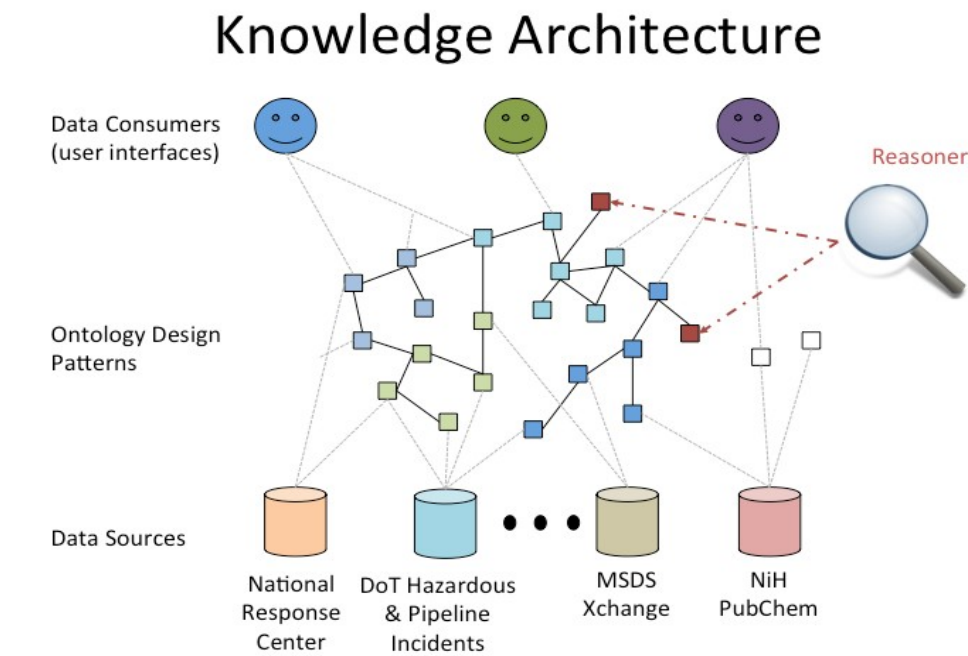 Knowledge Architecture
Data Consumers
(user interfaces)
Reasoner
Ontology Design
Patterns
Data Sources
National
Response
Center
DoT Hazardous
& Pipeline
Incidents
MSDS
Xchange
NiH
PubChem